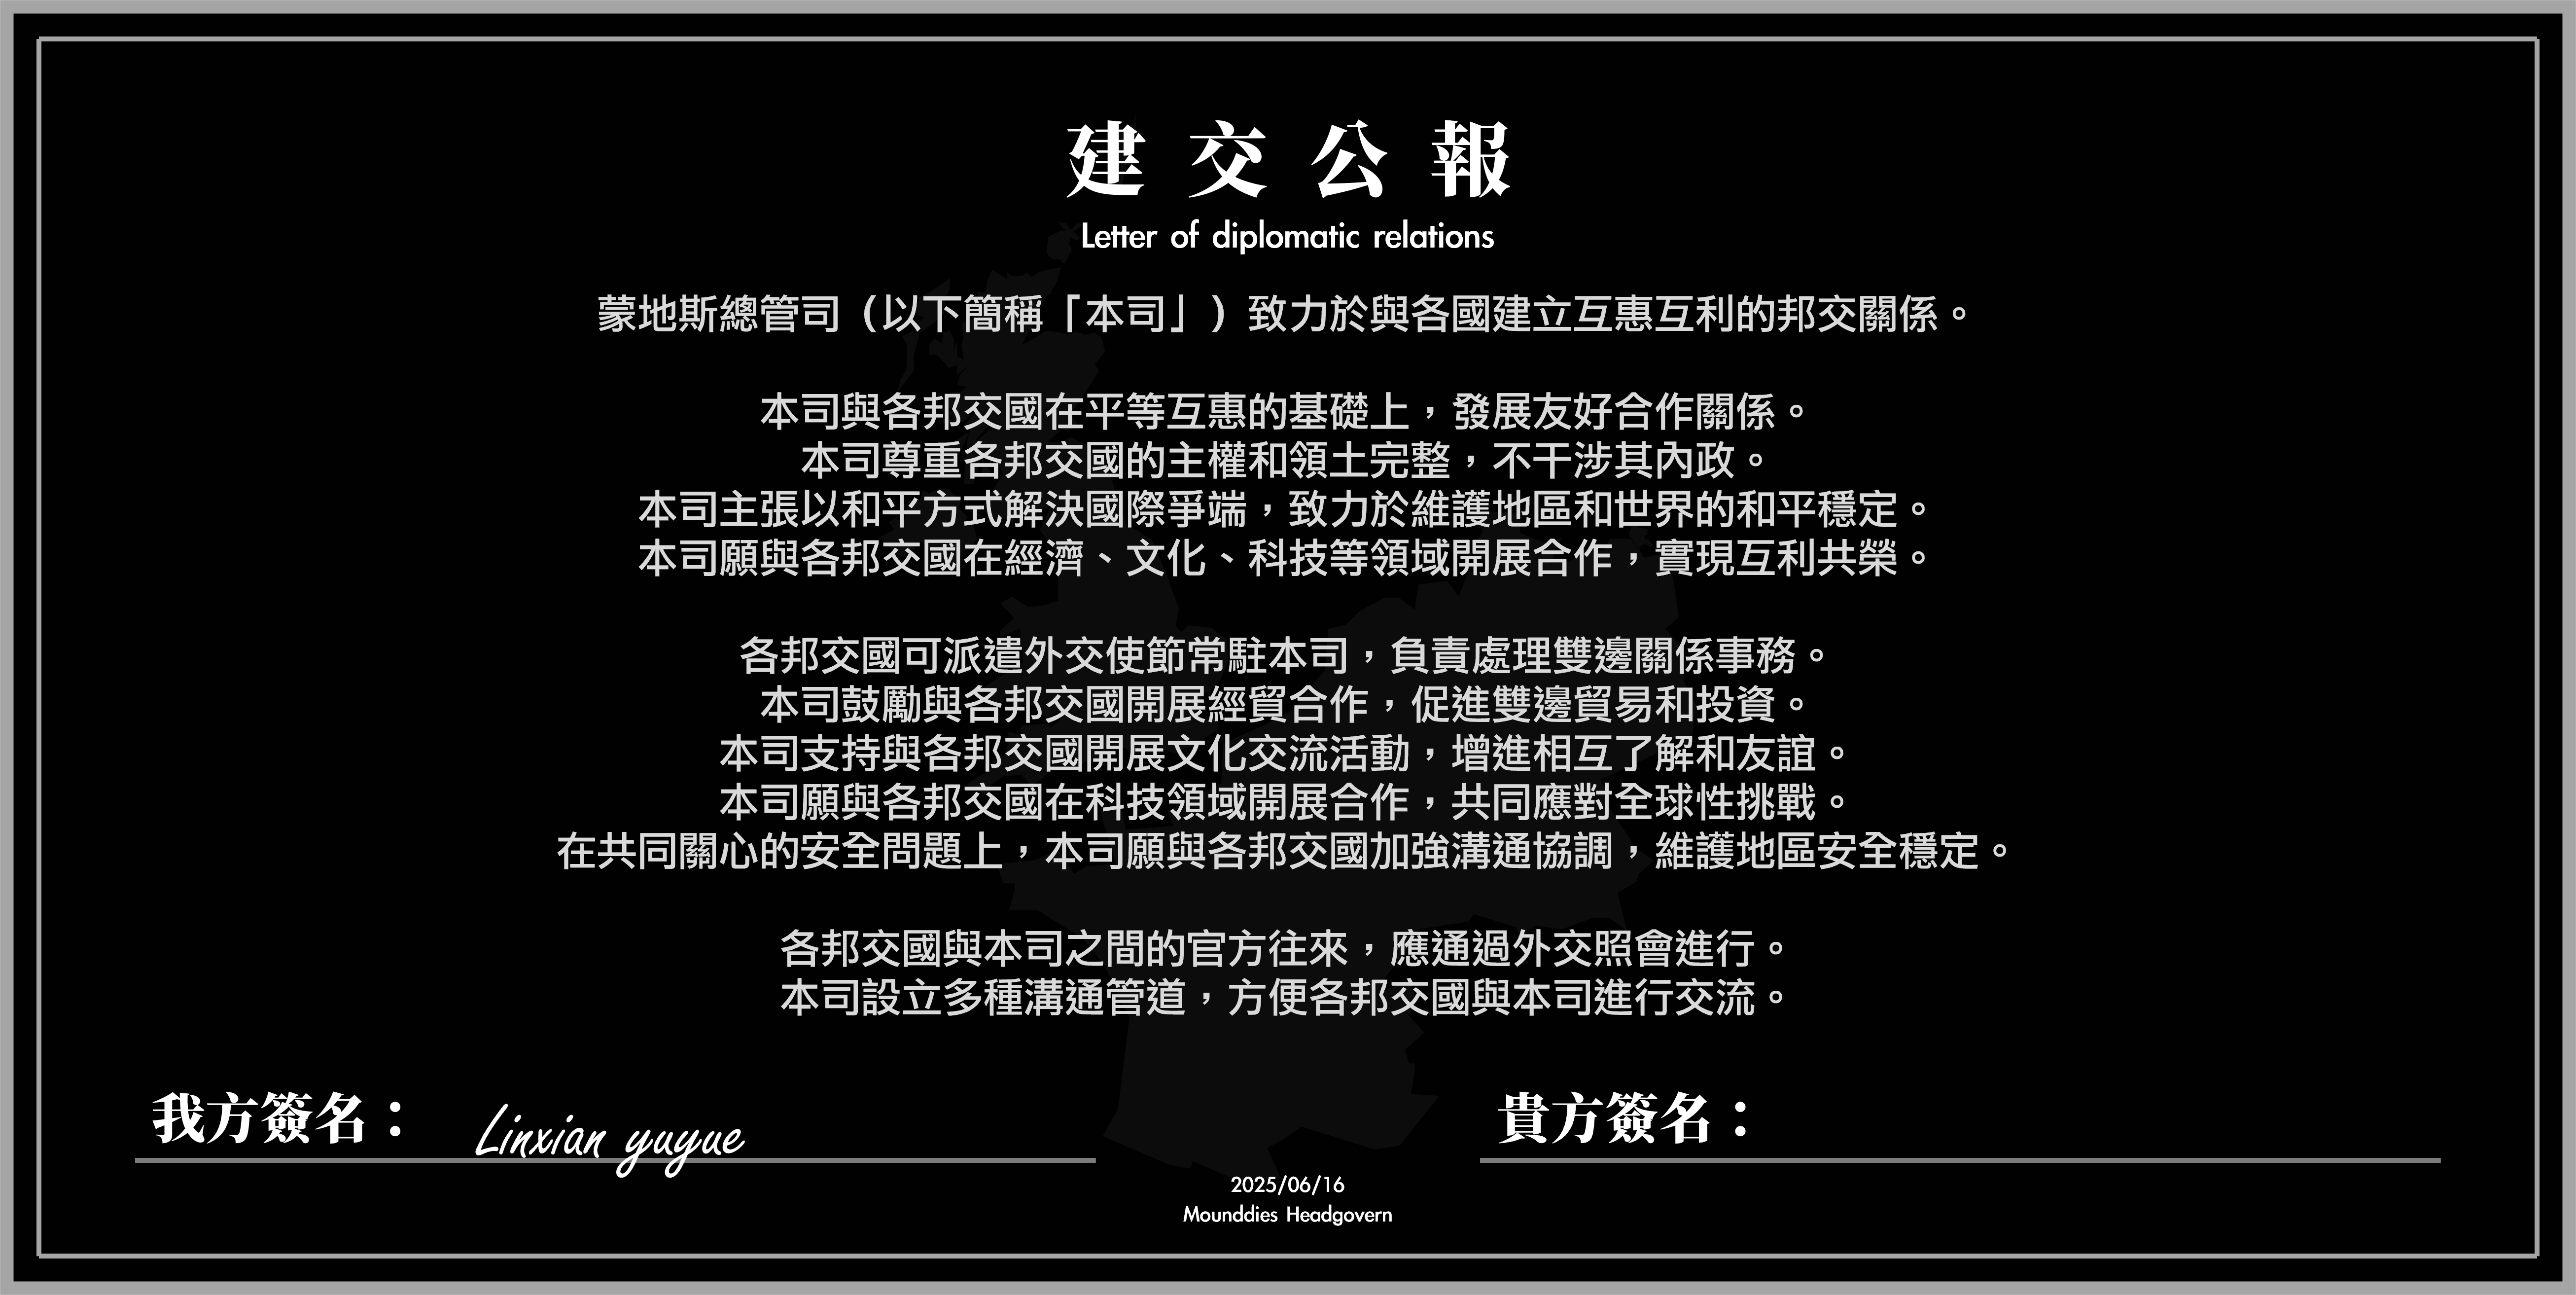 建交公報
Letter of diplomatic relations
蒙地斯總管司（以下簡稱「本司」）致力於與各國建立互惠互利的邦交關係。
本司與各邦交國在平等互惠的基礎上，發展友好合作關係。
本司尊重各邦交國的主權和領土完整，不干涉其內政。
本司主張以和平方式解決國際爭端，致力於維護地區和世界的和平穩定。
本司願與各邦交國在經濟、文化、科技等領域開展合作，實現互利共榮。
各邦交國可派遣外交使節常駐本司，負責處理雙邊關係事務。
本司鼓勵與各邦交國開展經貿合作，促進雙邊貿易和投資。
本司支持與各邦交國開展文化交流活動，增進相互了解和友誼。
本司願與各邦交國在科技領域開展合作，共同應對全球性挑戰。
在共同關心的安全問題上，本司願與各邦交國加強溝通協調，維護地區安全穩定。
各邦交國與本司之間的官方往來，應通過外交照會進行。
本司設立多種溝通管道，方便各邦交國與本司進行交流。
我方簽名： Linxian yuyue
貴方簽名：
2025/06/16
Mounddies Headgovern